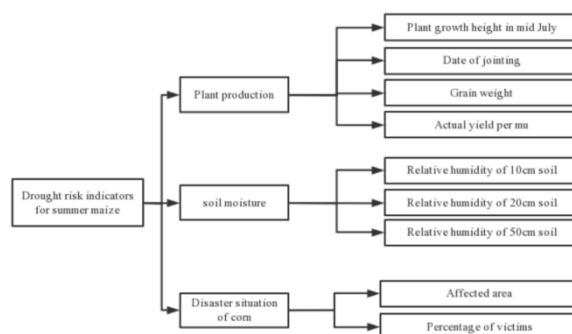 Plant growth height in mid July
Date of jointing
Plant production
Grain weight
Actual yield per mu
Relative humidity of 10cm soil
Drought risk indicators
for summer maize
soil moisture
Relative humidity of 20cm soil
Relative humidity of 50cm soil
Disaster situation
of corn
Affected area
Percentage of victims